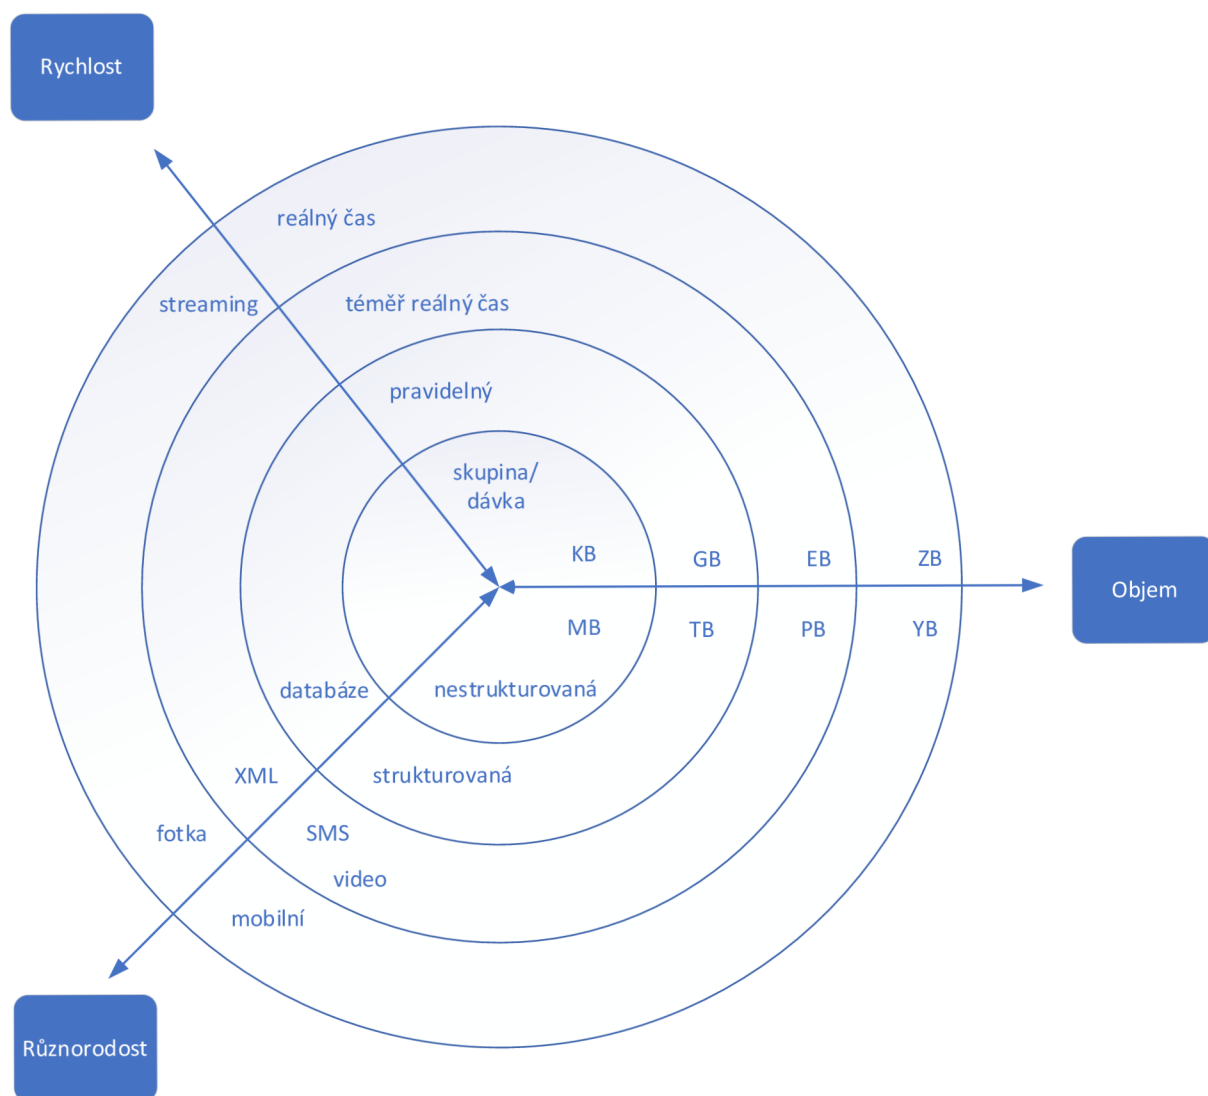 Rychlost
reálný čas
streaming
téměř reálný čas
pravidelný
skupina/
dávka
KB
GB
EB
ZB
Objem
MB
TB
PB
YB
databáze
nestrukturovaná
XML
strukturovaná
fotka
SMS
video
mobilní
Různorodost